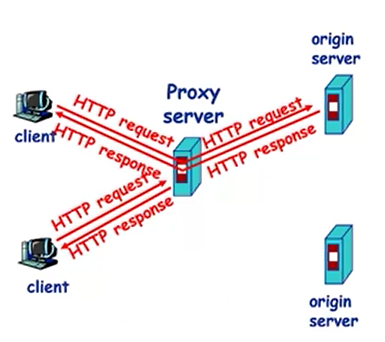 origin
server
Proxy
server
client
HTTP request
HTTP response
HTTP request
HTTP response
HTTP request
HTTP response
client
origin
server